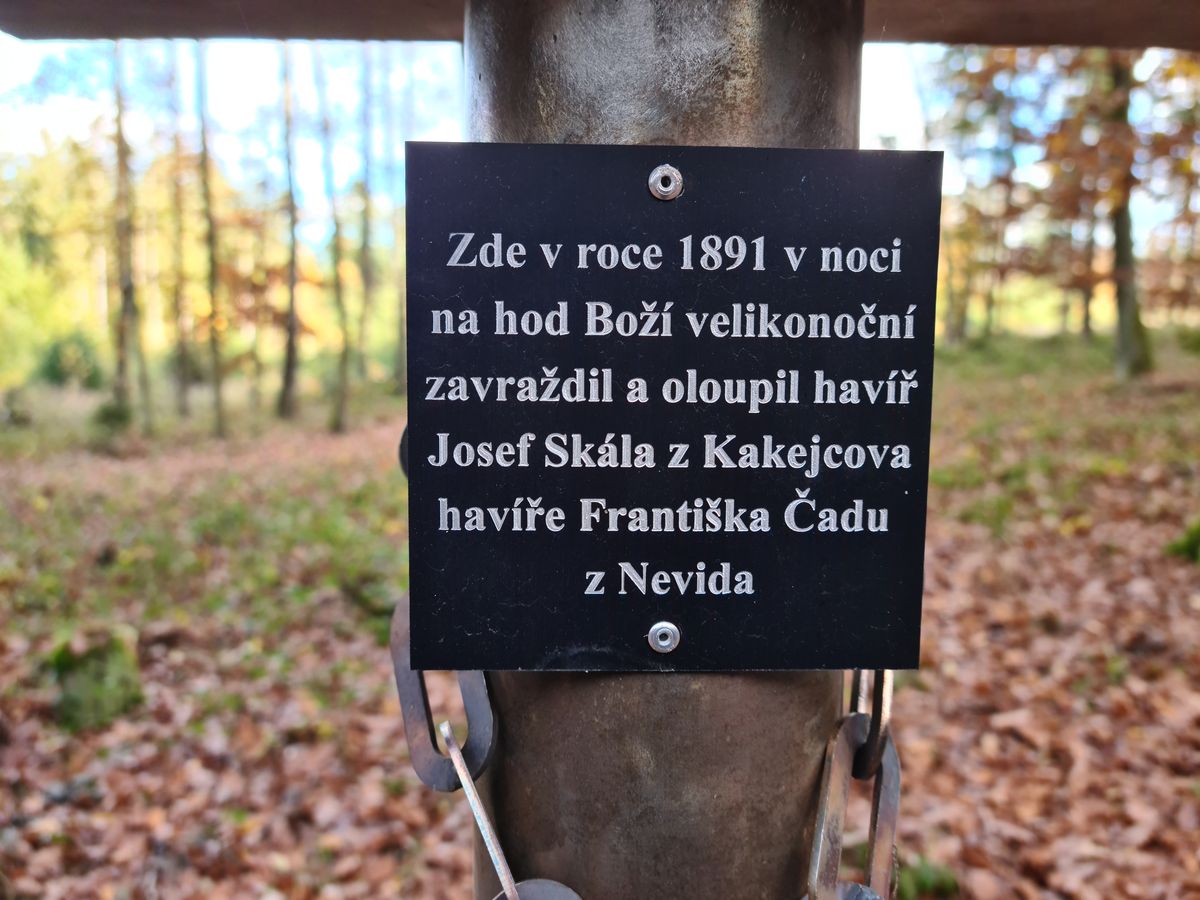 Zde v roce 1891 v noci
na hod Boží velikonoční
zavraždil a oloupil havíř
Josef Skála z Kakejcova
havíře Františka Čadu
z Nevida